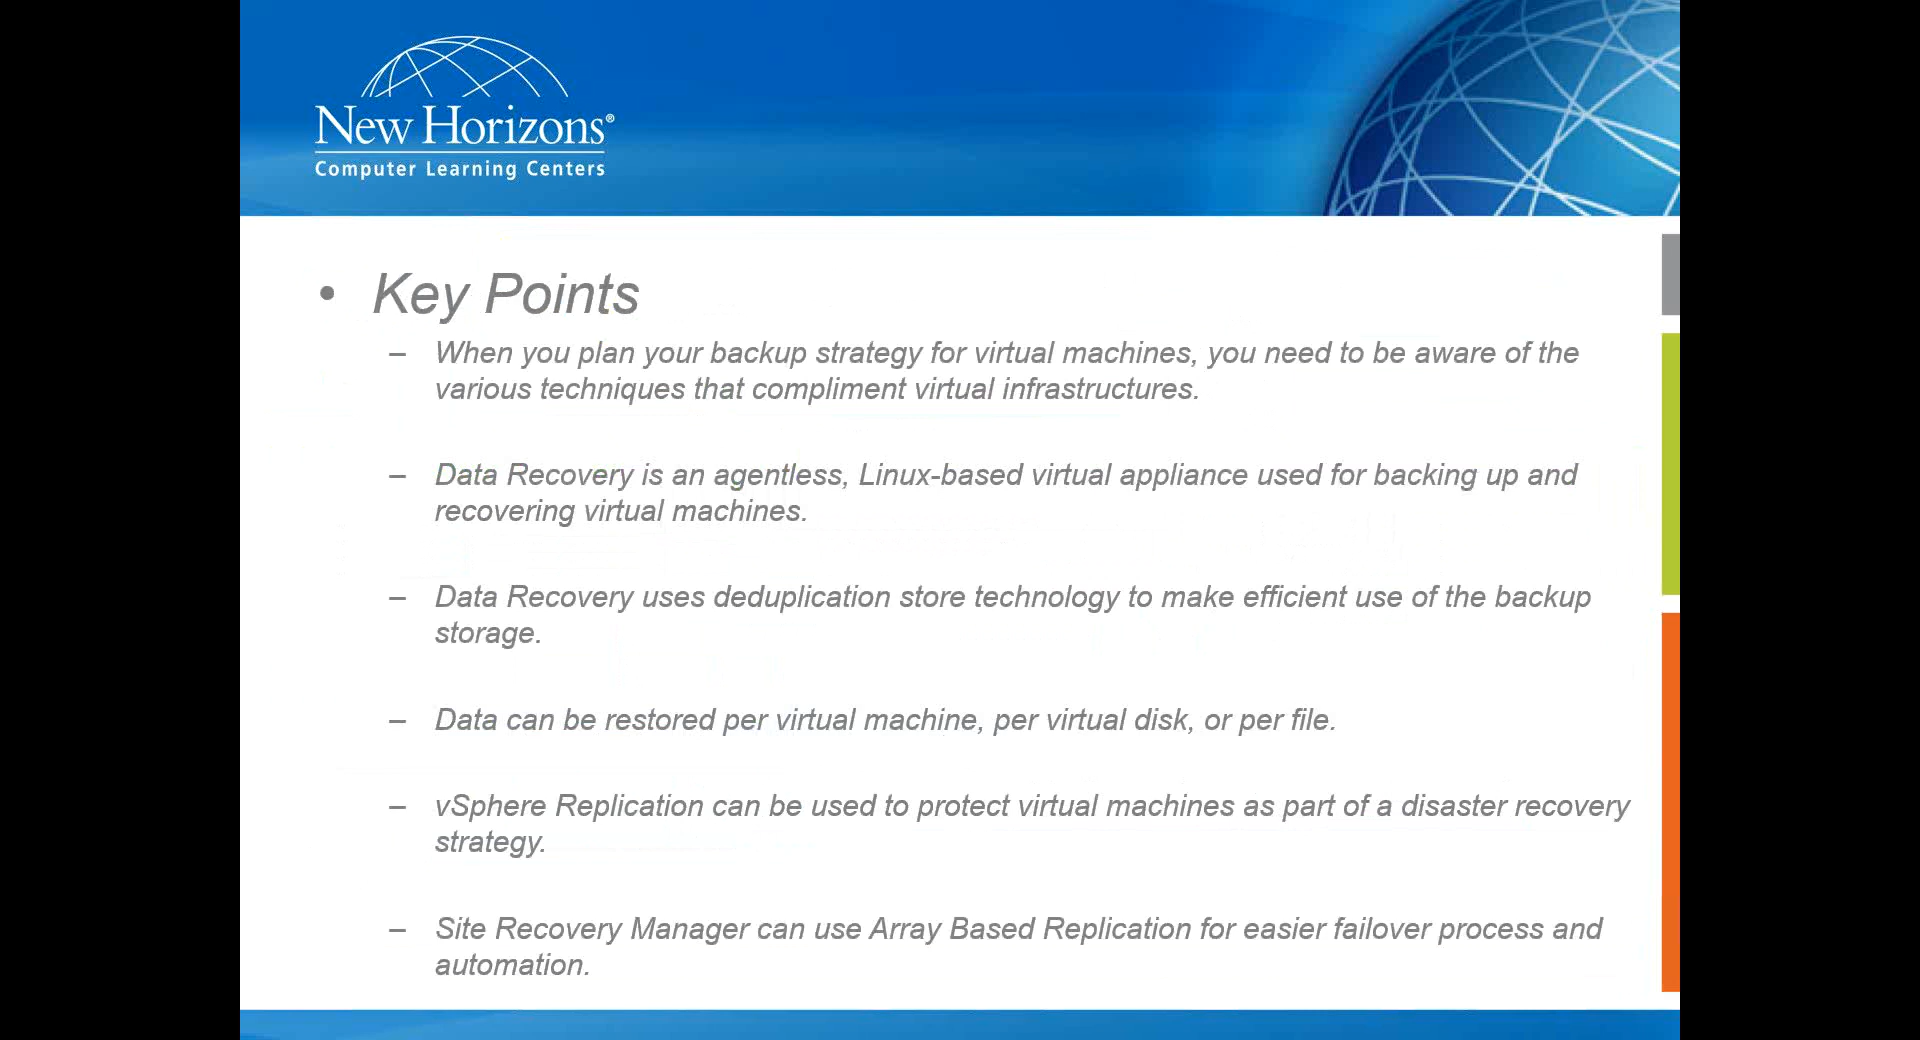 New Horizons®
Computer Learning Centers
• Key Points
– When you plan your backup strategy for virtual machines, you need to be aware of the
various techniques that compliment virtual infrastructures.
– Data Recovery is an agentless, Linux-based virtual appliance used for backing up and
recovering virtual machines.
– Data Recovery uses deduplication store technology to make efficient use of the backup
storage.
– Data can be restored per virtual machine, per virtual disk, or per file.
– vSphere Replication can be used to protect virtual machines as part of a disaster recovery
strategy.
– Site Recovery Manager can use Array Based Replication for easier failover process and
automation.